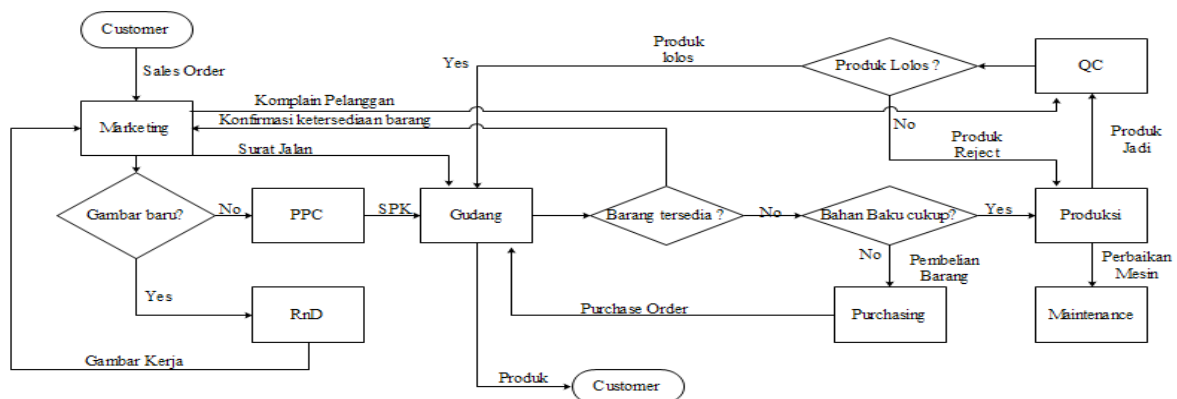 Customer
Sales Order
Produk
lolos
Yes
Produk Lolos ?
QC
Komplain Pelanggan
Marketing
Konfirmasi ketersediaan barang
Surat Jalan
No
Produk
Reject
Produk
Jadi
Gambar baru?
No
PPC
SPK
Gudang
Barang tersedia ?
No
Bahan Baku cukup?
Yes
Produksi
No
Pembelian
Barang
Perbaikan
Mesin
Yes
RnD
Purchase Order
Purchasing
Maintenance
Gambar Kerja
Produk
Customer